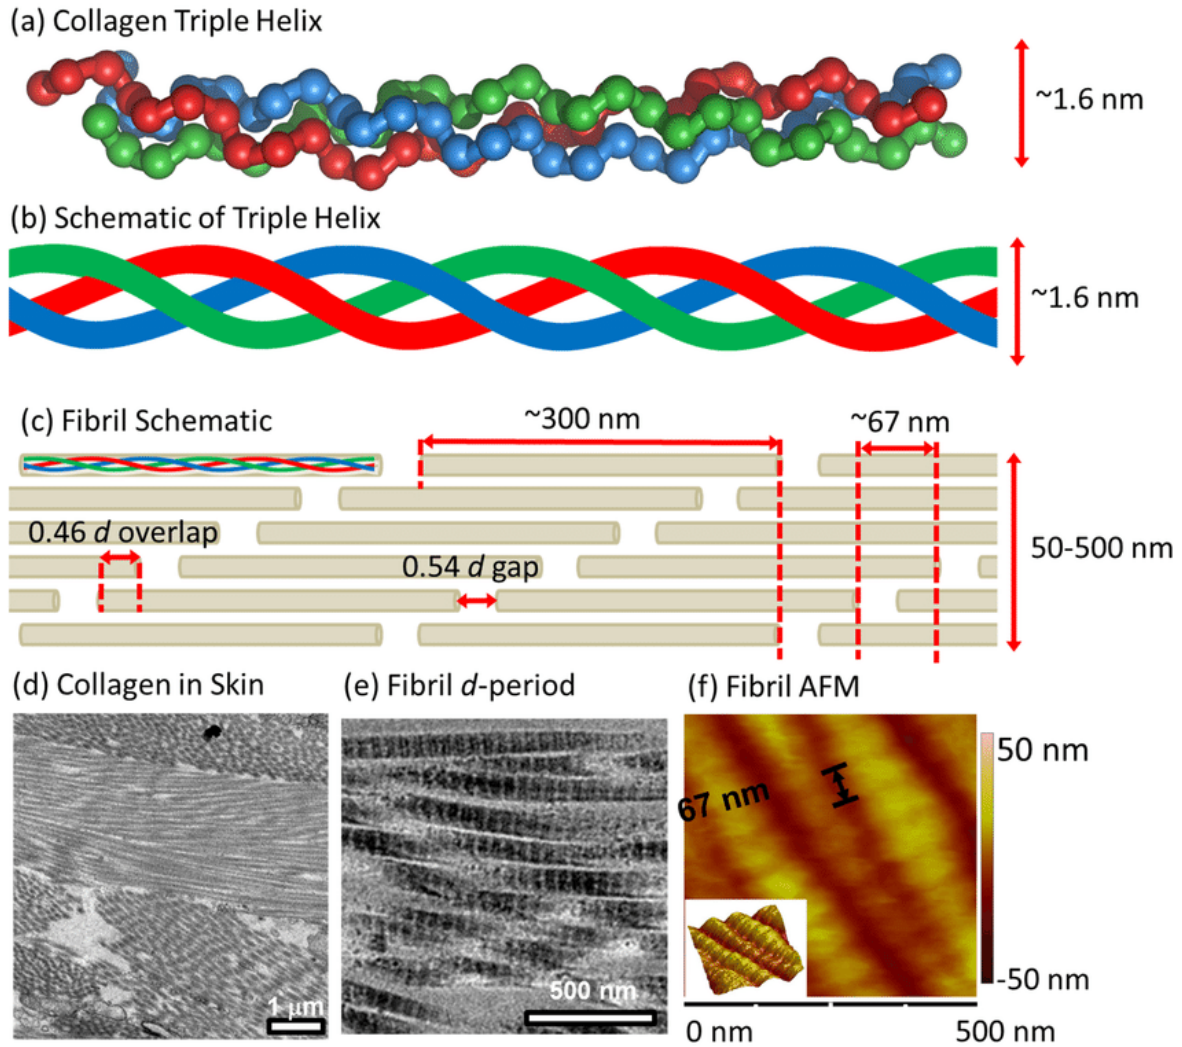 (a) Collagen Triple Helix
~1.6 nm
(b) Schematic of Triple Helix
~1.6 nm
(c) Fibril Schematic
~300 nm
~67 nm
0.46 d overlap
0.54 d gap
50-500 nm
(d) Collagen in Skin
(e) Fibril d-period
(f) Fibril AFM
1 μm
500 nm
67 nm
50 nm
-50 nm
0 nm
500 nm